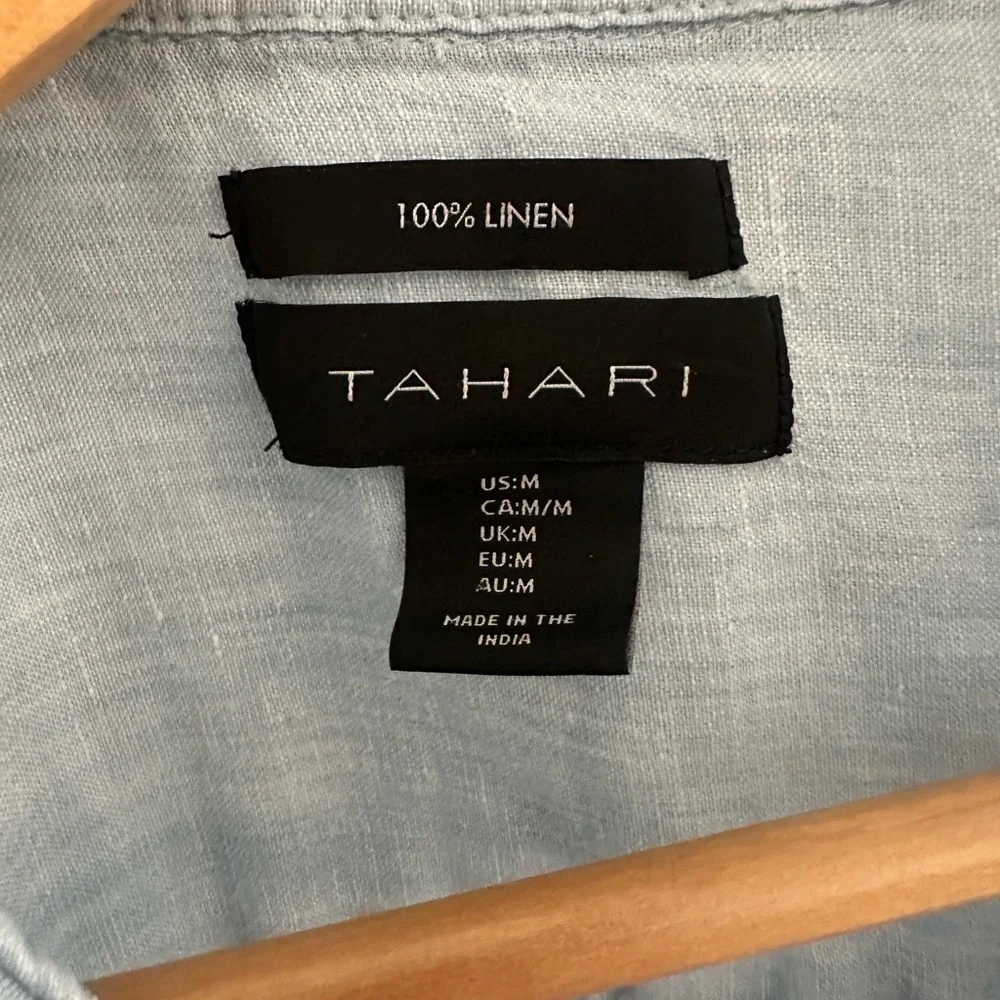 100% LINEN
TAHARI
US:M
CA:M/M
UK:M
EU:M
AU:M
MADE IN THE
INDIA